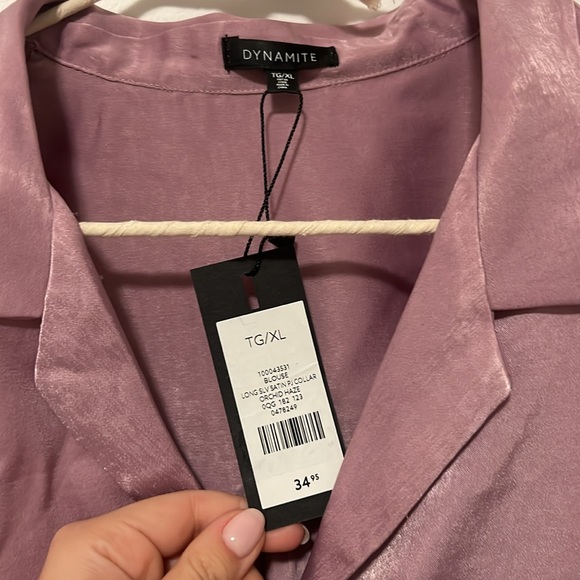 DYNAMITE
TG/XL
TG/XL
100043531
BLOUSE
LONG SLV SATIN PJ COLLAR
ORCHID HAZE
0QG 182 123
0478249
34.95